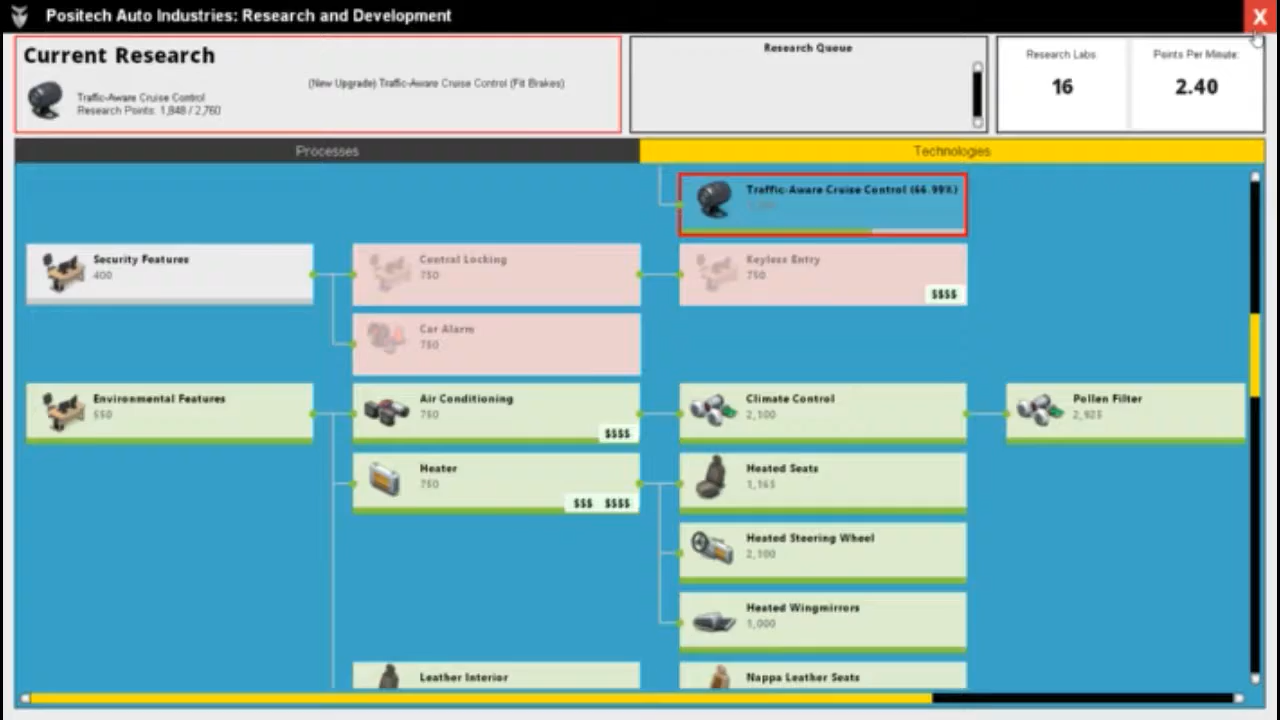 Positech Auto Industries: Research and Development
X
Current Research
(New Upgrade) Traffic-Aware Cruise Control (Fit Brakes)
Traffic-Aware Cruise Control
Research Points: 1,848 / 2,760
Research Queue
Research Labs:
Points Per Minute:
16
2.40
Processes
Technologies
Traffic-Aware Cruise Control (66.99%)
Security Features
400
Central Locking
750
Keyless Entry
750
$$$$
Car Alarm
750
Environmental Features
550
Air Conditioning
750
$$$$
Climate Control
2,100
Pollen Filter
2,925
Heater
750
$$$ $$$$
Heated Seats
1,165
Heated Steering Wheel
2,100
Heated Wingmirrors
1,000
Leather Interior
Nappa Leather Seats